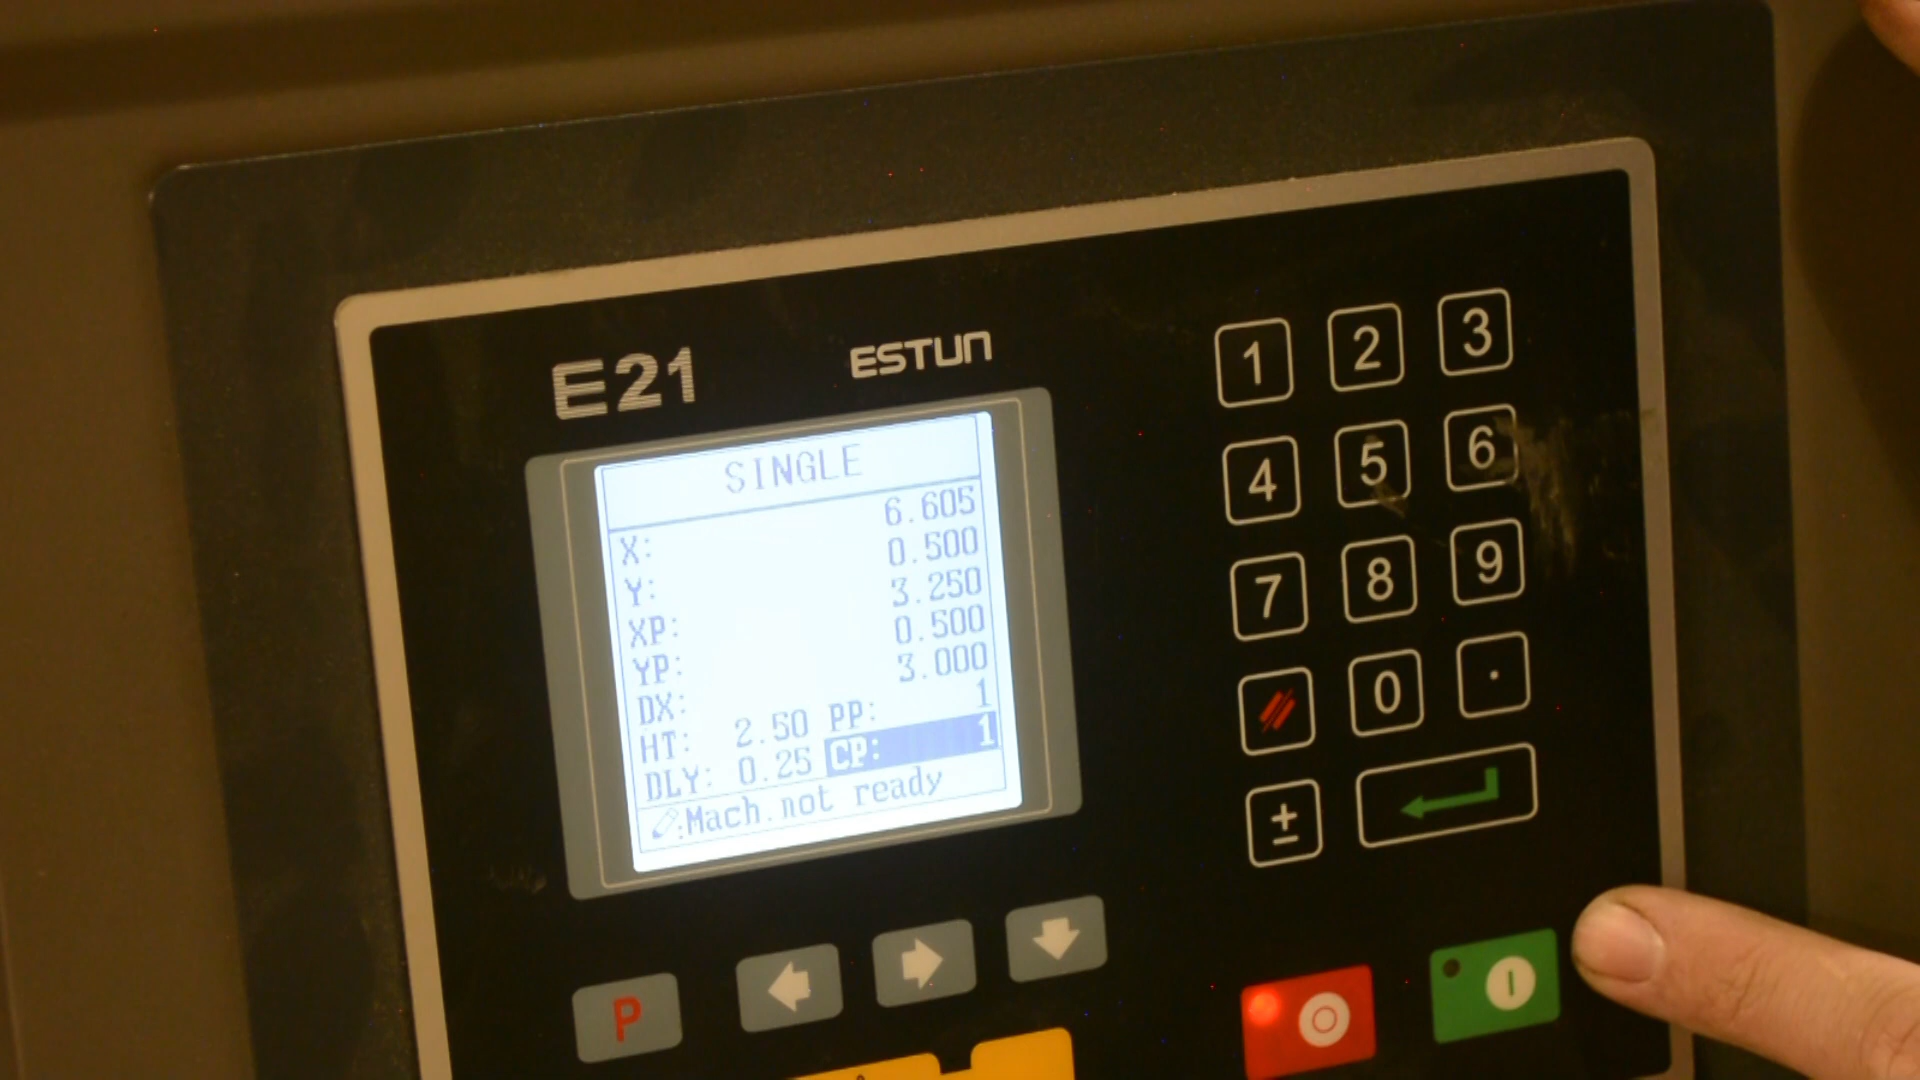 E21 ESTUN
SINGLE
X: 6.605
Y: 0.500
XP: 3.250
YP: 0.500
DX: 3.000
HT: 2.50 PP: 1
DLY: 0.25 CP: 1
:Mach.not ready
1 2 3
4 5 6
7 8 9
0 .
±
P